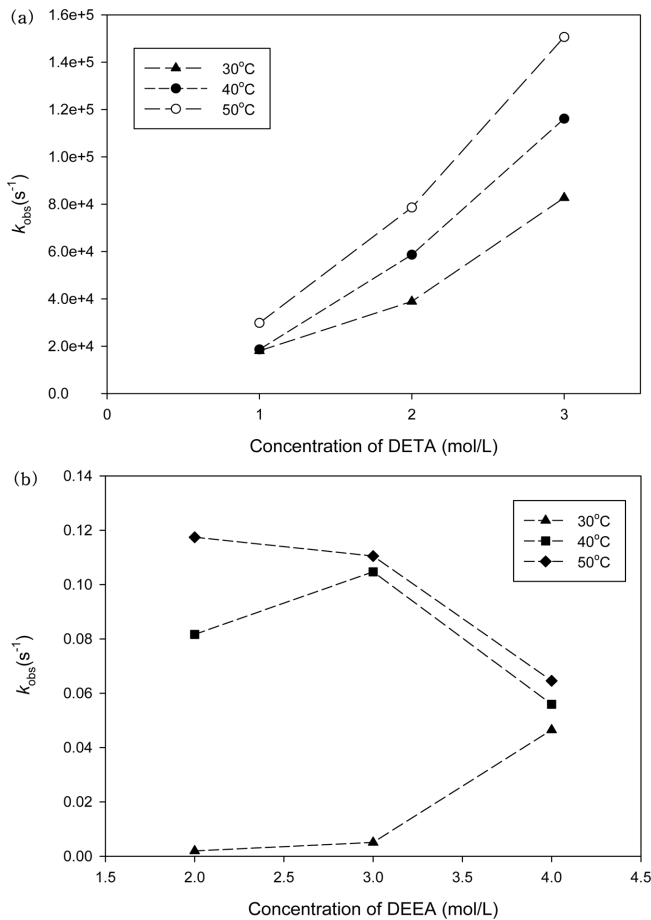 (a)
1.6e+5
1.4e+5
1.2e+5
1.0e+5
8.0e+4
6.0e+4
4.0e+4
2.0e+4
0.0
kobs(s-1)
30°C
40°C
50°C
0 1 2 3
Concentration of DETA (mol/L)
(b)
0.14
0.12
0.10
0.08
0.06
0.04
0.02
0.00
kobs(s-1)
30°C
40°C
50°C
1.5 2.0 2.5 3.0 3.5 4.0 4.5
Concentration of DEEA (mol/L)